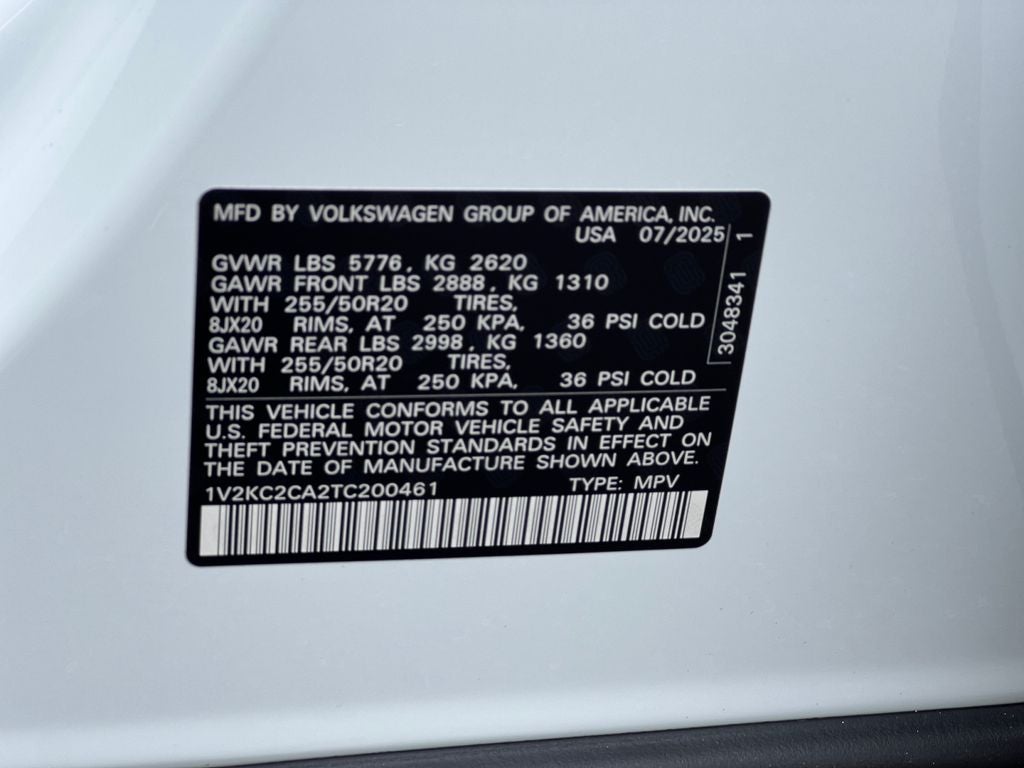 MFD BY VOLKSWAGEN GROUP OF AMERICA, INC.
USA 07/2025
GVWR LBS 5776, KG 2620
GAWR FRONT LBS 2888, KG 1310
WITH 255/50R20 TIRES,
8JX20 RIMS, AT 250 KPA, 36 PSI COLD
GAWR REAR LBS 2998, KG 1360
WITH 255/50R20 TIRES,
8JX20 RIMS, AT 250 KPA, 36 PSI COLD
3048341 1
THIS VEHICLE CONFORMS TO ALL APPLICABLE
U.S. FEDERAL MOTOR VEHICLE SAFETY AND
THEFT PREVENTION STANDARDS IN EFFECT ON
THE DATE OF MANUFACTURE SHOWN ABOVE.
1V2KC2CA2TC200461 TYPE: MPV